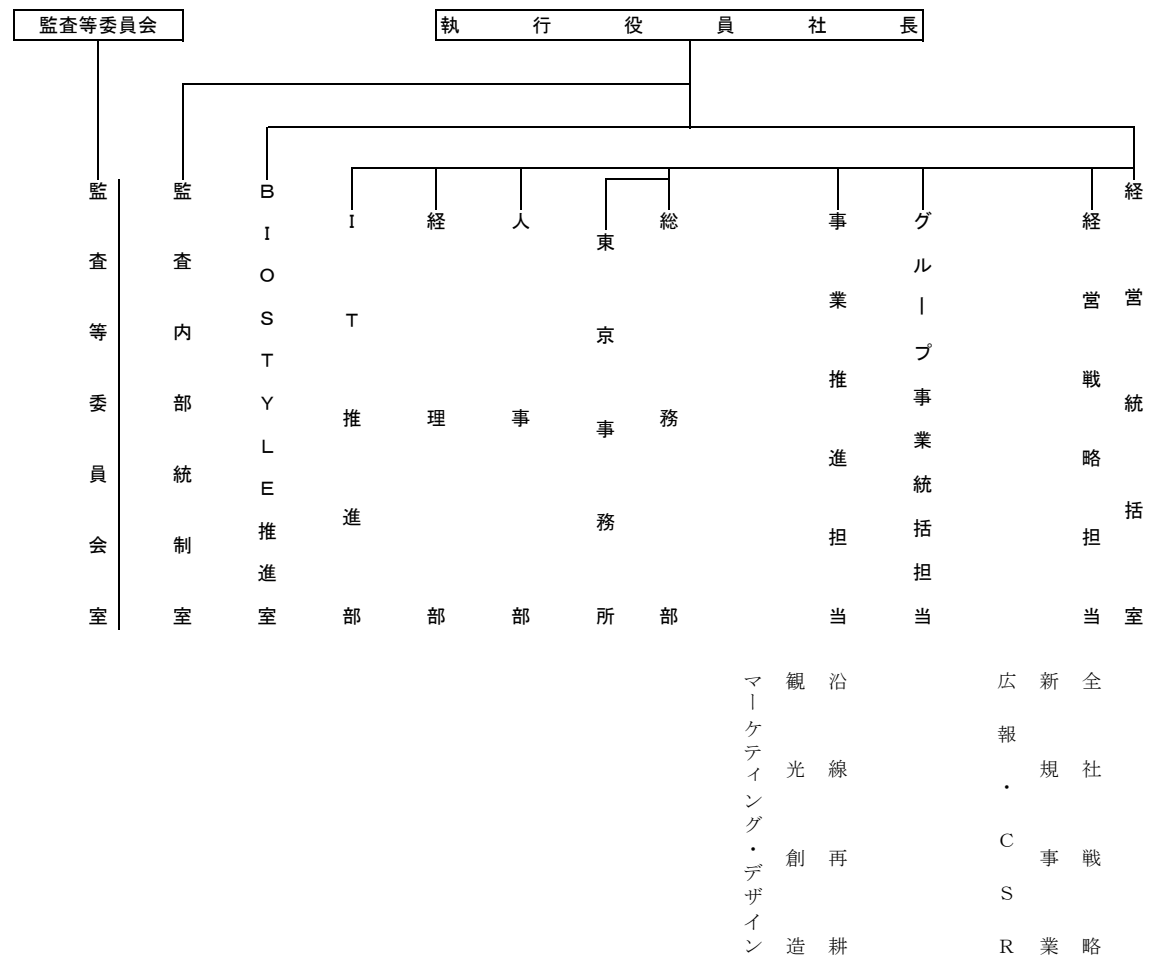 監査等委員会
執行役員社長
経営統括室
経営戦略担当
グループ事業統括担当
事業推進担当
総務部
東京事務所
人事部
経理部
IT推進部
BIOSTYLE推進室
監査内部統制室
監査等委員会室
全社戦略
新規事業
広報・CSR
沿線再耕
観光創造
マーケティング・デザイン